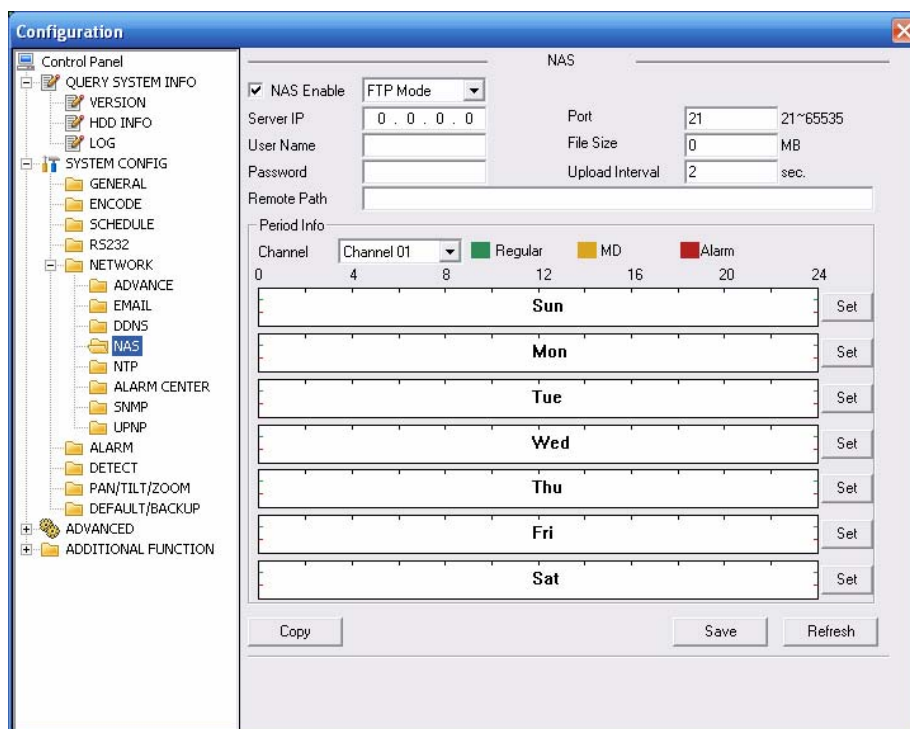 Configuration
Control Panel
QUERY SYSTEM INFO
VERSION
HDD INFO
LOG
SYSTEM CONFIG
GENERAL
ENCODE
SCHEDULE
RS232
NETWORK
ADVANCE
EMAIL
DDNS
NAS
NTP
ALARM CENTER
SNMP
UPNP
ALARM
DETECT
PAN/TILT/ZOOM
DEFAULT/BACKUP
ADVANCED
ADDITIONAL FUNCTION
NAS
NAS Enable FTP Mode
Server IP 0 . 0 . 0 . 0 Port 21 21~65535
User Name File Size 0 MB
Password Upload Interval 2 sec.
Remote Path
Period Info
Channel Channel 01 Regular MD Alarm
0 4 8 12 16 20 24
Sun Set
Mon Set
Tue Set
Wed Set
Thu Set
Fri Set
Sat Set
Copy Save Refresh